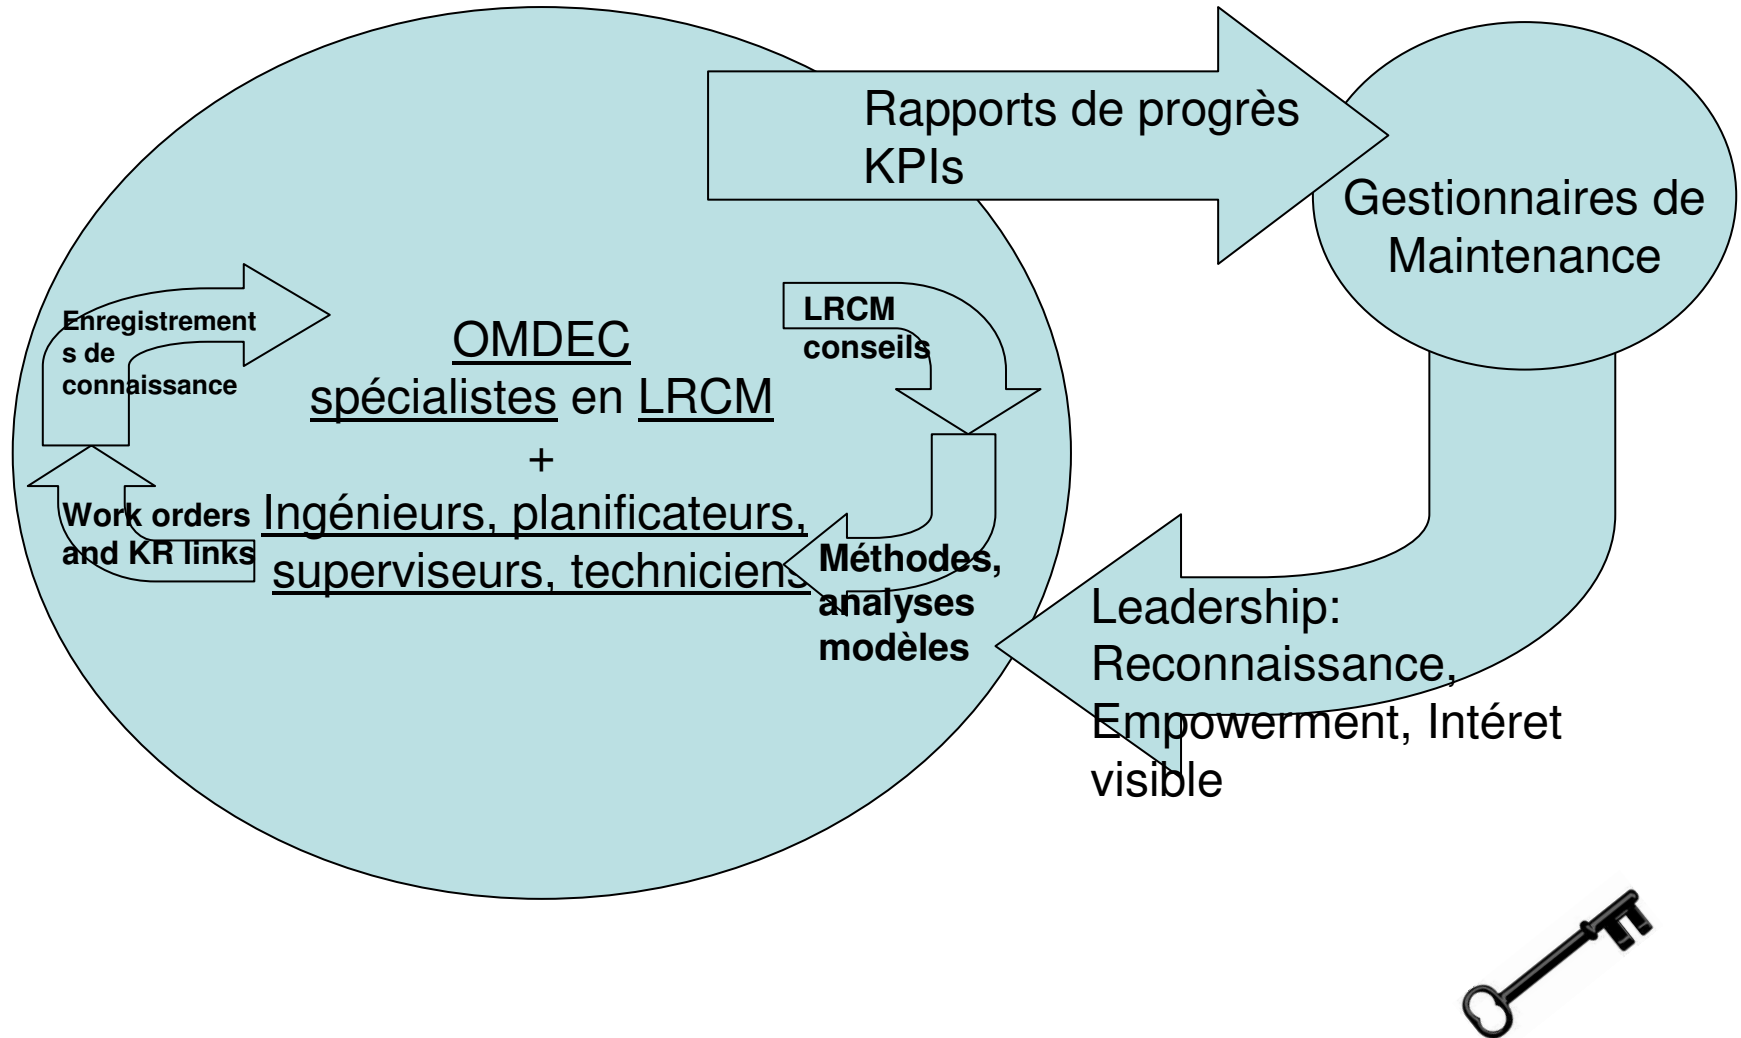 Rapports de progrès
KPIs
Gestionnaires de
Maintenance
Enregistrement
s de
connaissance
OMDEC
spécialistes en LRCM
+
Ingénieurs, planificateurs,
superviseurs, techniciens
LRCM
conseils
Work orders
and KR links
Méthodes,
analyses
modèles
Leadership:
Reconnaissance,
Empowerment, Intéret
visible